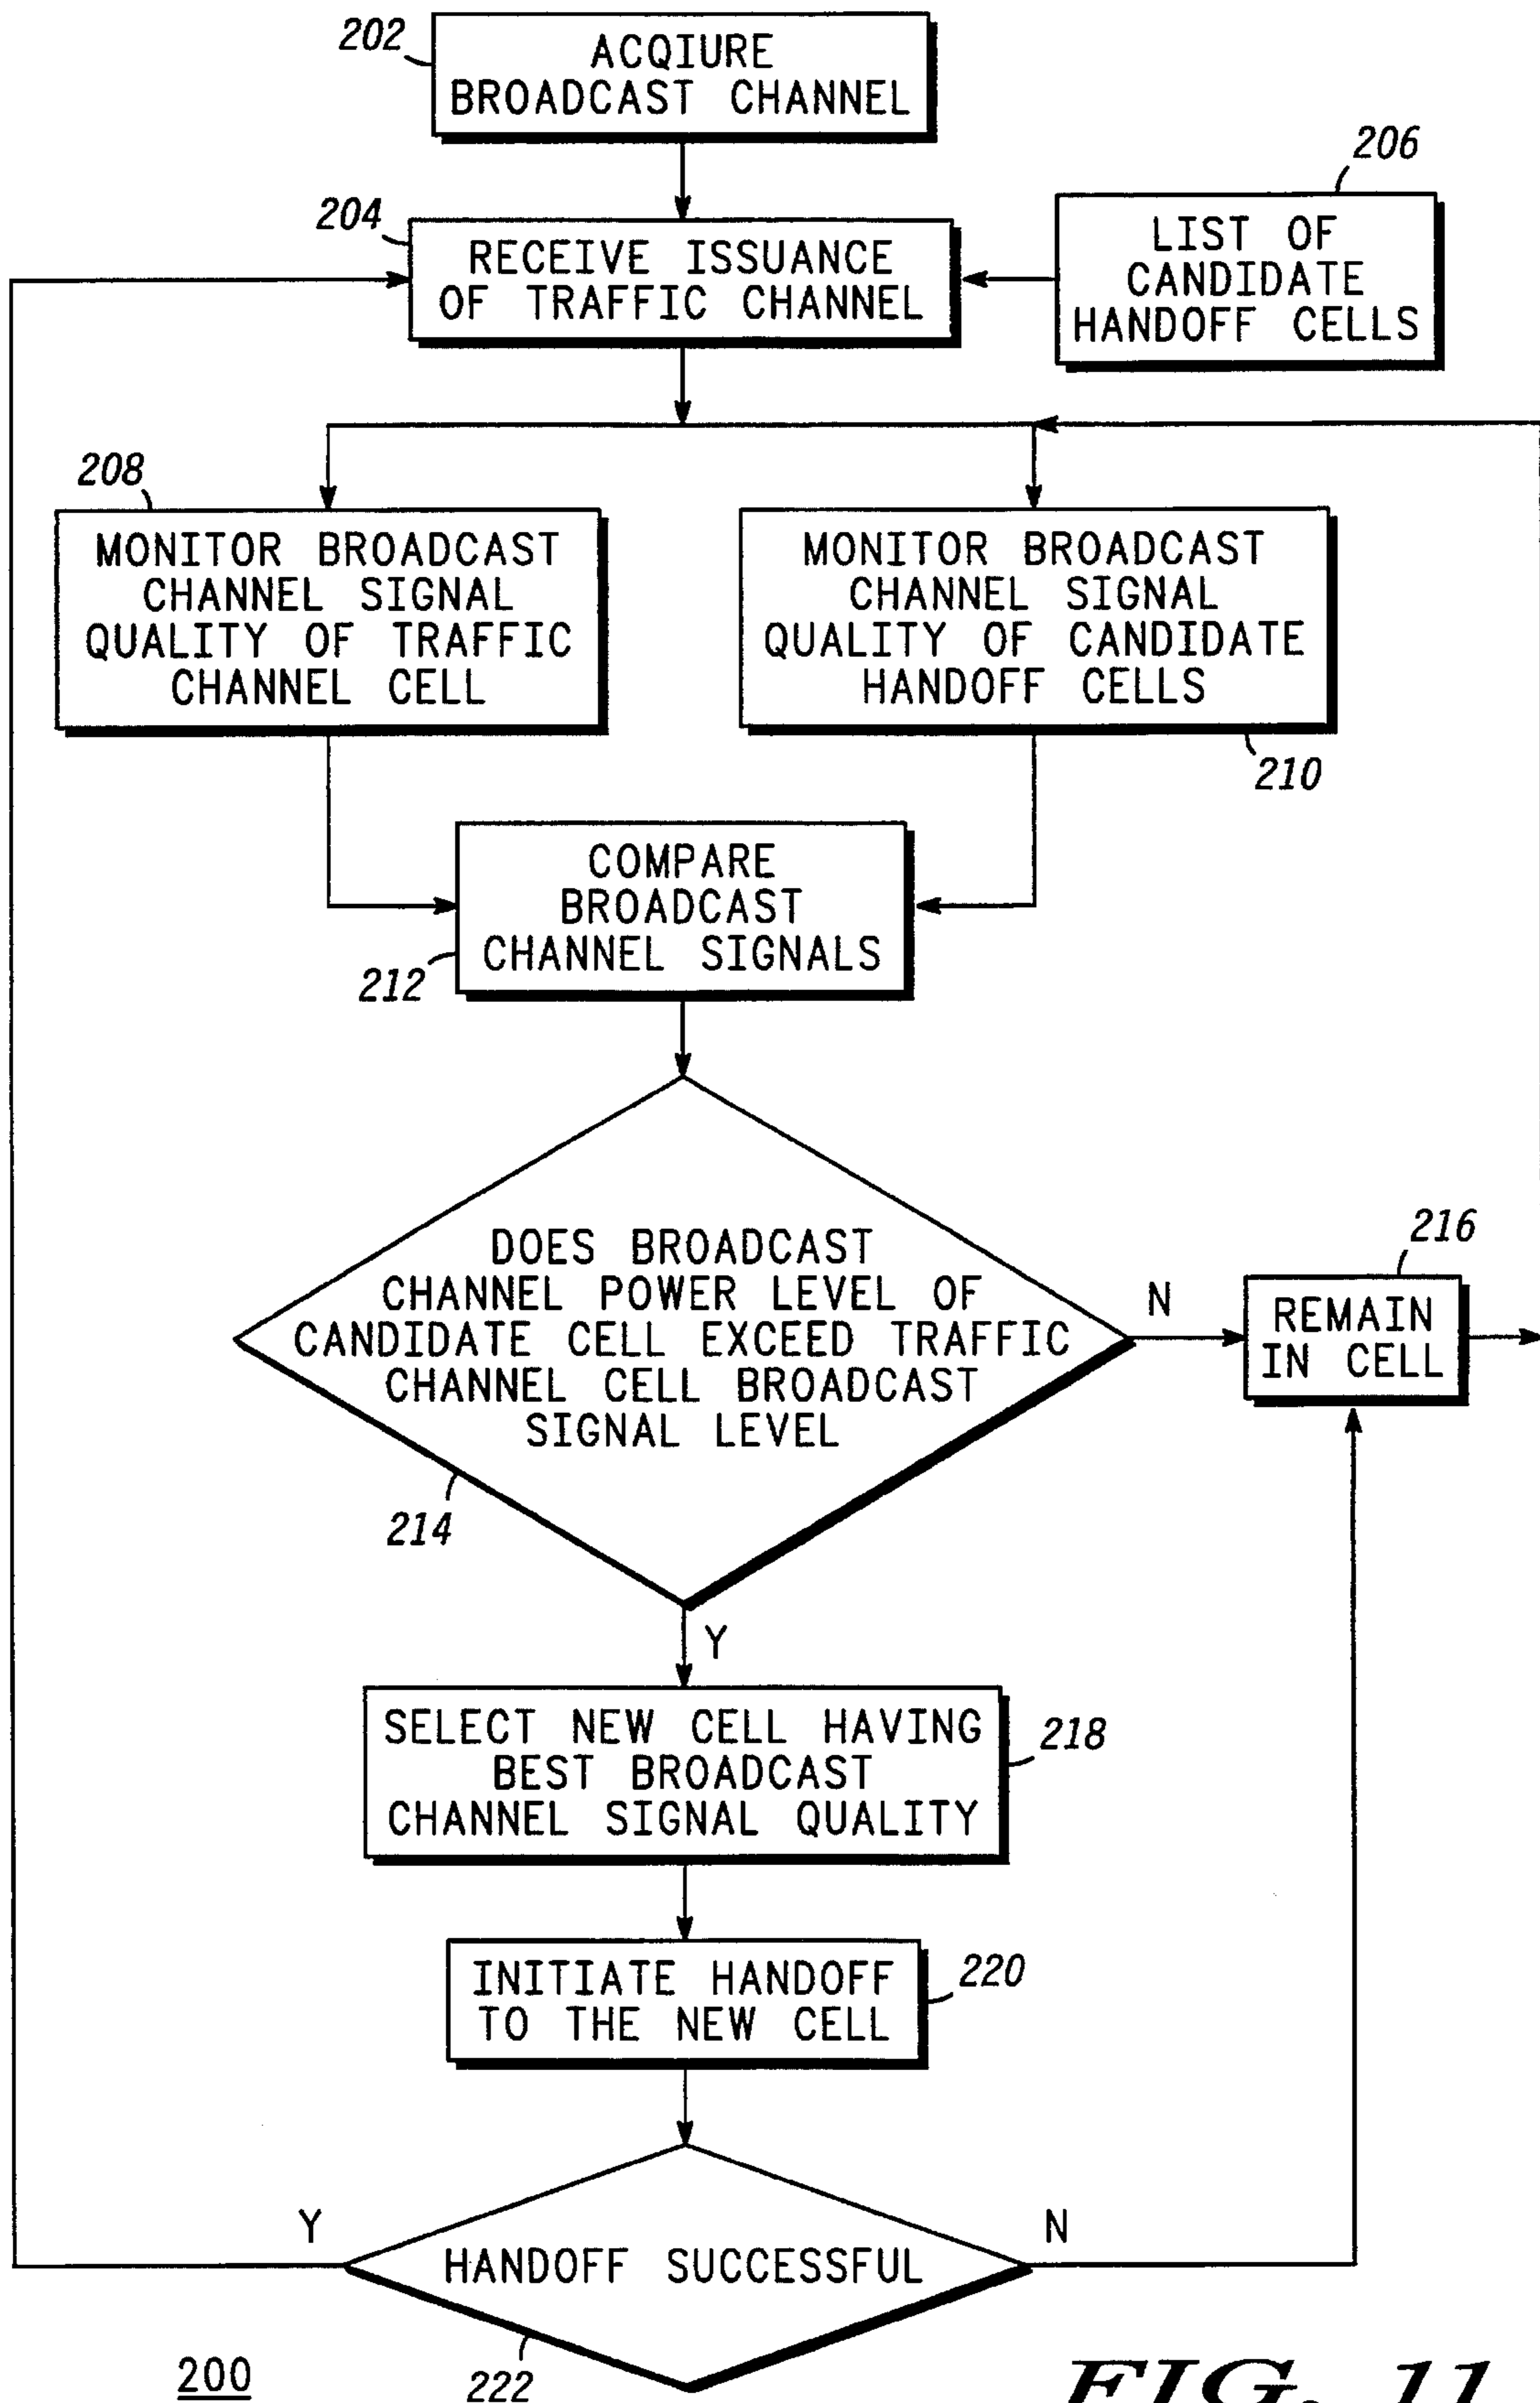 202
ACQIURE
BROADCAST CHANNEL
206
204
RECEIVE ISSUANCE
OF TRAFFIC CHANNEL
LIST OF
CANDIDATE
HANDOFF CELLS
208
MONITOR BROADCAST
CHANNEL SIGNAL
QUALITY OF TRAFFIC
CHANNEL CELL
MONITOR BROADCAST
CHANNEL SIGNAL
QUALITY OF CANDIDATE
HANDOFF CELLS
210
COMPARE
BROADCAST
CHANNEL SIGNALS
212
DOES BROADCAST
CHANNEL POWER LEVEL OF
CANDIDATE CELL EXCEED TRAFFIC
CHANNEL CELL BROADCAST
SIGNAL LEVEL
214
N
216
REMAIN
IN CELL
Y
SELECT NEW CELL HAVING
BEST BROADCAST
CHANNEL SIGNAL QUALITY
218
INITIATE HANDOFF
TO THE NEW CELL
220
Y
HANDOFF SUCCESSFUL
N
222
200
FIG. 11